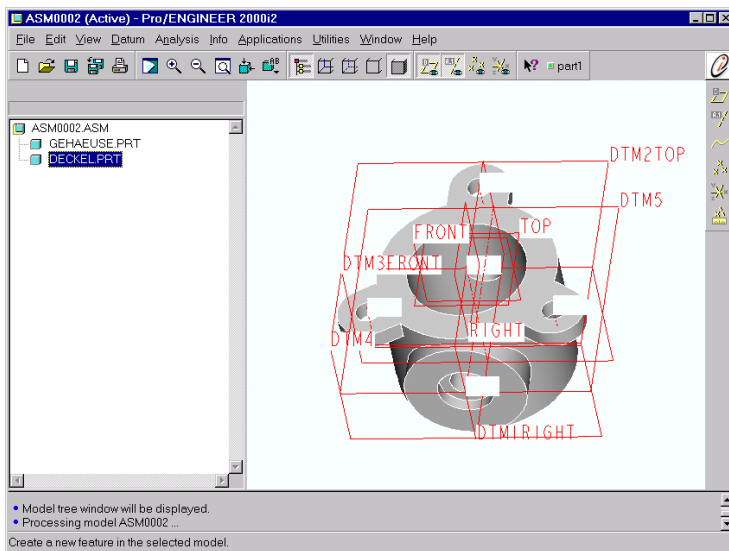 ASM0002 (Active) - Pro/ENGINEER 2000i2
File Edit View Datum Analysis Info Applications Utilities Window Help
part1
ASM0002.ASM
GEHAEUSE.PRT
DECKEL.PRT
DTM2TOP
DTM5
FRONT
TOP
DTM3FRONT
RIGHT
DTM4
DTM1RIGHT
• Model tree window will be displayed.
• Processing model ASM0002 ...
Create a new feature in the selected model.